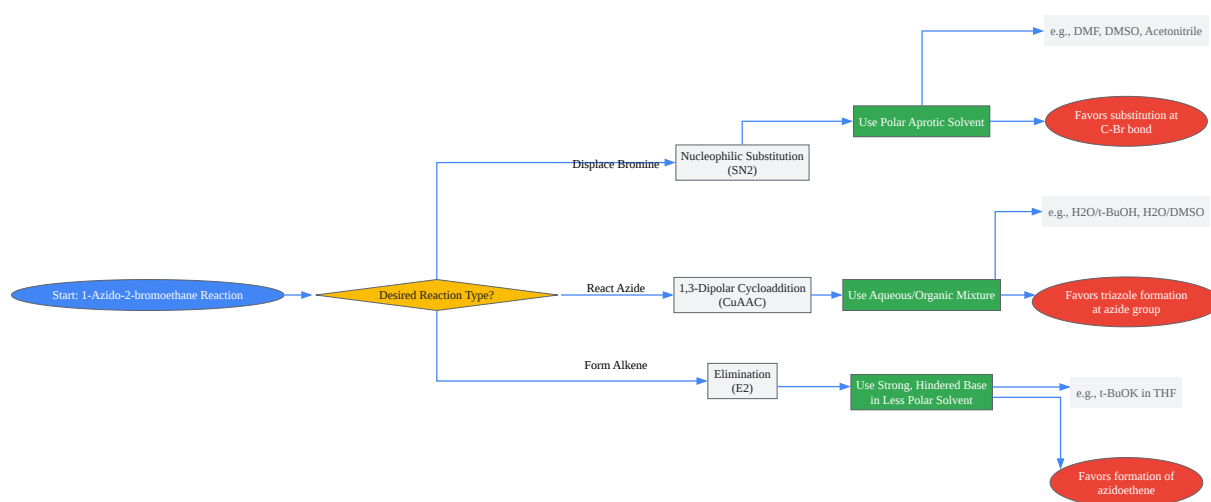 e.g., DMF, DMSO, Acetonitrile
Use Polar Aprotic Solvent
Favors substitution at
C-Br bond
Displace Bromine
Nucleophilic Substitution
(SN2)
e.g., H2O/t-BuOH, H2O/DMSO
Start: 1-Azido-2-bromoethane Reaction
Desired Reaction Type?
React Azide
1,3-Dipolar Cycloaddition
(CuAAC)
Use Aqueous/Organic Mixture
Favors triazole formation
at azide group
Form Alkene
Elimination
(E2)
Use Strong, Hindered Base
in Less Polar Solvent
e.g., t-BuOK in THF
Favors formation of
azidoethene